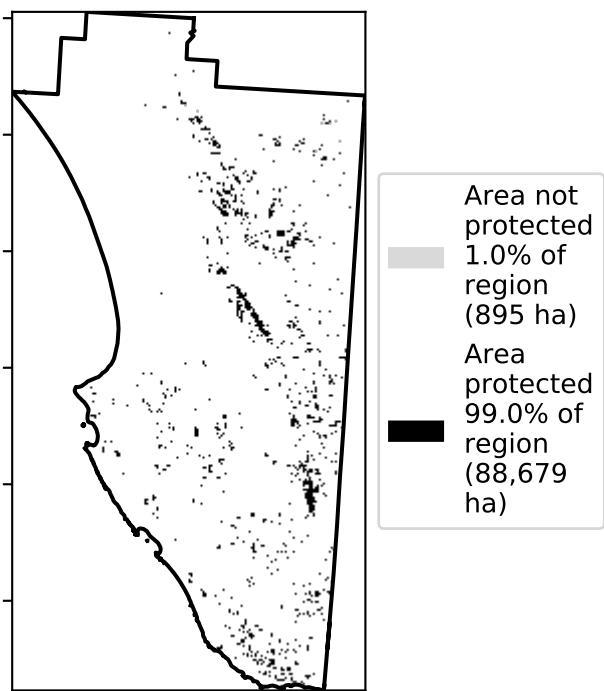 Area not
protected
1.0% of
region
(895 ha)
Area
protected
99.0% of
region
(88,679
ha)